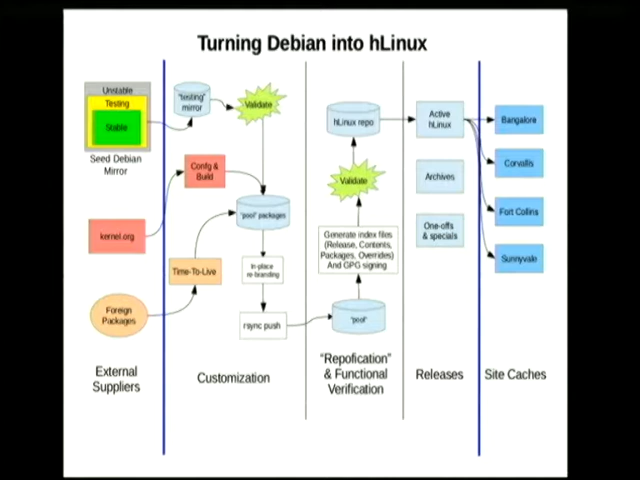 Turning Debian into hLinux
Unstable
Testing
Stable
Seed Debian
Mirror
kernel.org
Foreign
Packages
External
Suppliers
"testing"
mirror
Validate
Config &
Build
"pool" packages
Time-To-Live
In-place
re-branding
rsync push
Customization
hLinux repo
Validate
Generate index files
(Release, Contents,
Packages, Overrides)
And GPG signing
"pool"
"Repofication"
& Functional
Verification
Active
hLinux
Archives
One-offs
& specials
Releases
Bangalore
Corvallis
Fort Collins
Sunnyvale
Site Caches